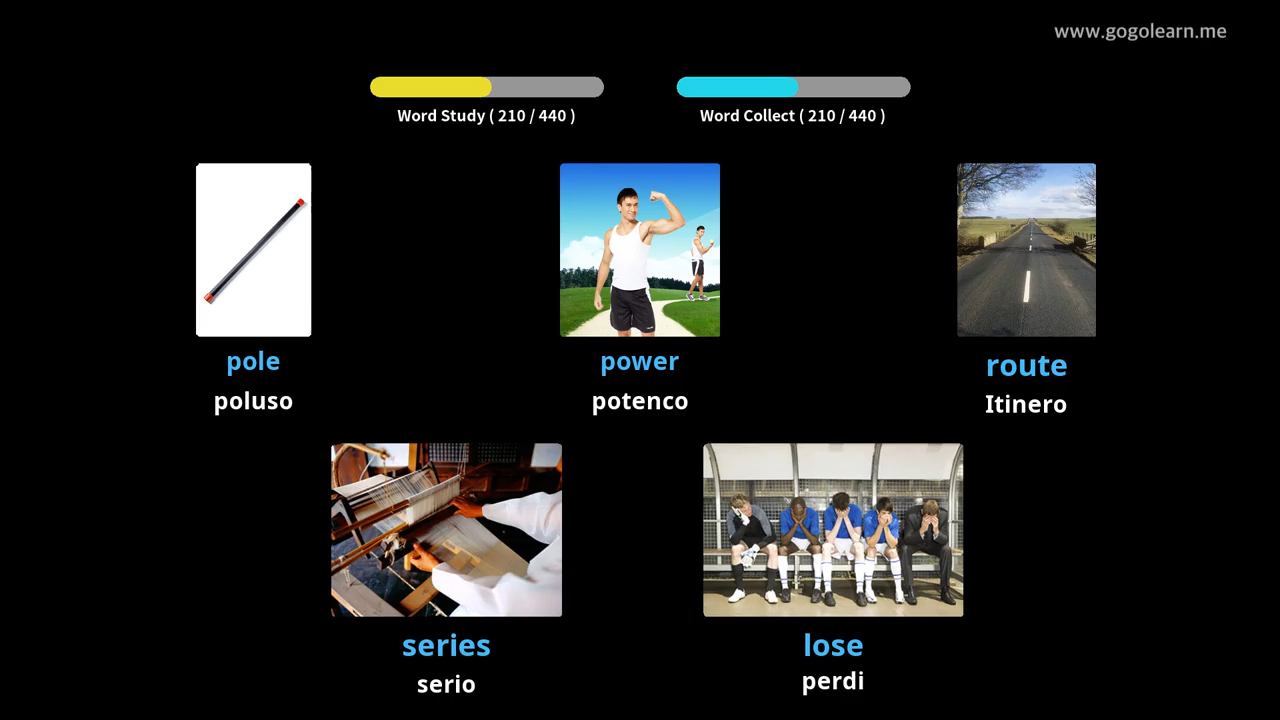 www.gogolearn.me
Word Study ( 210 / 440 )
Word Collect ( 210 / 440 )
pole
poluso
power
potenco
route
Itinero
series
serio
lose
perdi